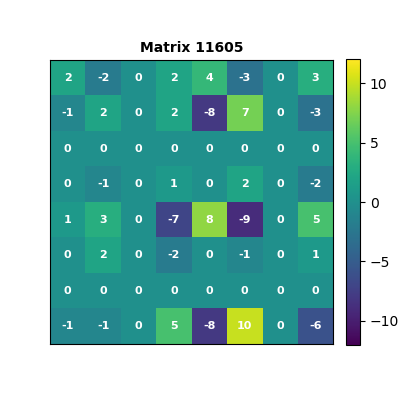 Matrix 11605
2 -2 0 2 4 -3 0 3
-1 2 0 2 -8 7 0 -3
0 0 0 0 0 0 0 0
0 -1 0 1 0 2 0 -2
1 3 0 -7 8 -9 0 5
0 2 0 -2 0 -1 0 1
0 0 0 0 0 0 0 0
-1 -1 0 5 -8 10 0 -6
10
5
0
−5
−10